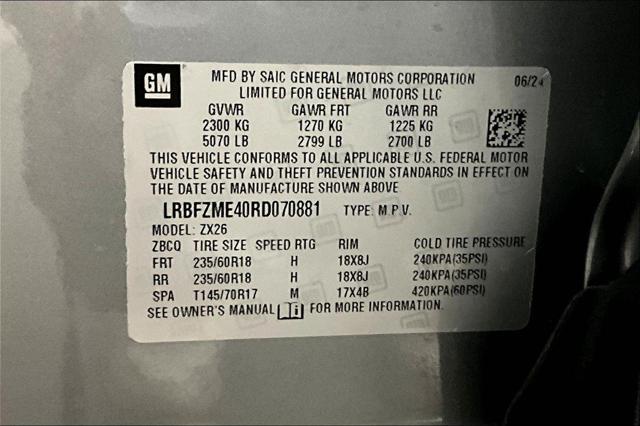 GM MFD BY SAIC GENERAL MOTORS CORPORATION 06/24
LIMITED FOR GENERAL MOTORS LLC
GVWR GAWR FRT GAWR RR
2300 KG 1270 KG 1225 KG
5070 LB 2799 LB 2700 LB
THIS VEHICLE CONFORMS TO ALL APPLICABLE U.S. FEDERAL MOTOR
VEHICLE SAFETY AND THEFT PREVENTION STANDARDS IN EFFECT ON
THE DATE OF MANUFACTURE SHOWN ABOVE
LRBFZME40RD070881 TYPE: M.P.V.
MODEL: ZX26
ZBCQ TIRE SIZE SPEED RTG RIM COLD TIRE PRESSURE
FRT 235/60R18 H 18X8J 240KPA(35PSI)
RR 235/60R18 H 18X8J 240KPA(35PSI)
SPA T145/70R17 M 17X4B 420KPA(60PSI)
SEE OWNER'S MANUAL i FOR MORE INFORMATION.